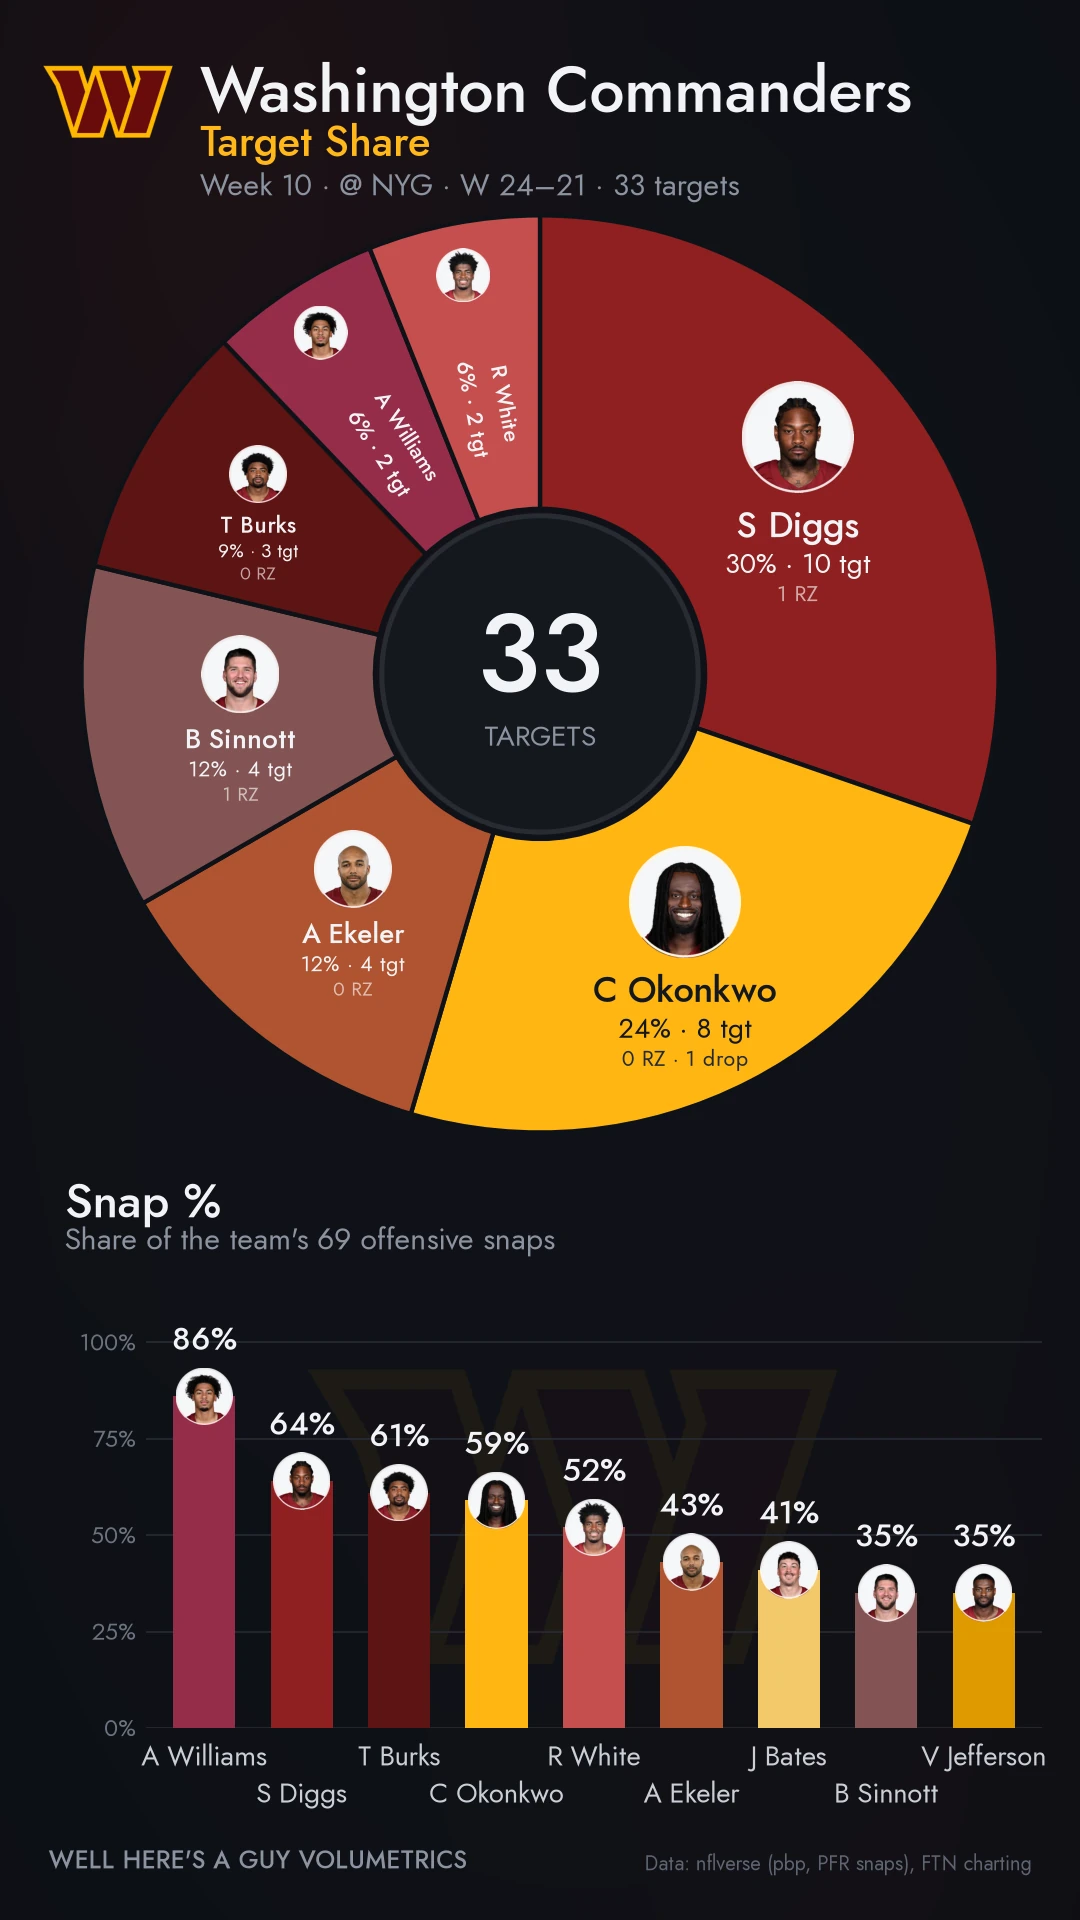 Washington Commanders
Target Share
Week 10 · @ NYG · W 24–21 · 33 targets
R White
6% · 2 tgt
A Williams
6% · 2 tgt
S Diggs
30% · 10 tgt
1 RZ
T Burks
9% · 3 tgt
0 RZ
33
TARGETS
B Sinnott
12% · 4 tgt
1 RZ
A Ekeler
12% · 4 tgt
0 RZ
C Okonkwo
24% · 8 tgt
0 RZ · 1 drop
Snap %
Share of the team's 69 offensive snaps
100%
75%
50%
25%
0%
86%
64%
61%
59%
52%
43%
41%
35%
35%
A Williams
S Diggs
T Burks
C Okonkwo
R White
A Ekeler
J Bates
B Sinnott
V Jefferson
WELL HERE'S A GUY VOLUMETRICS
Data: nflverse (pbp, PFR snaps), FTN charting